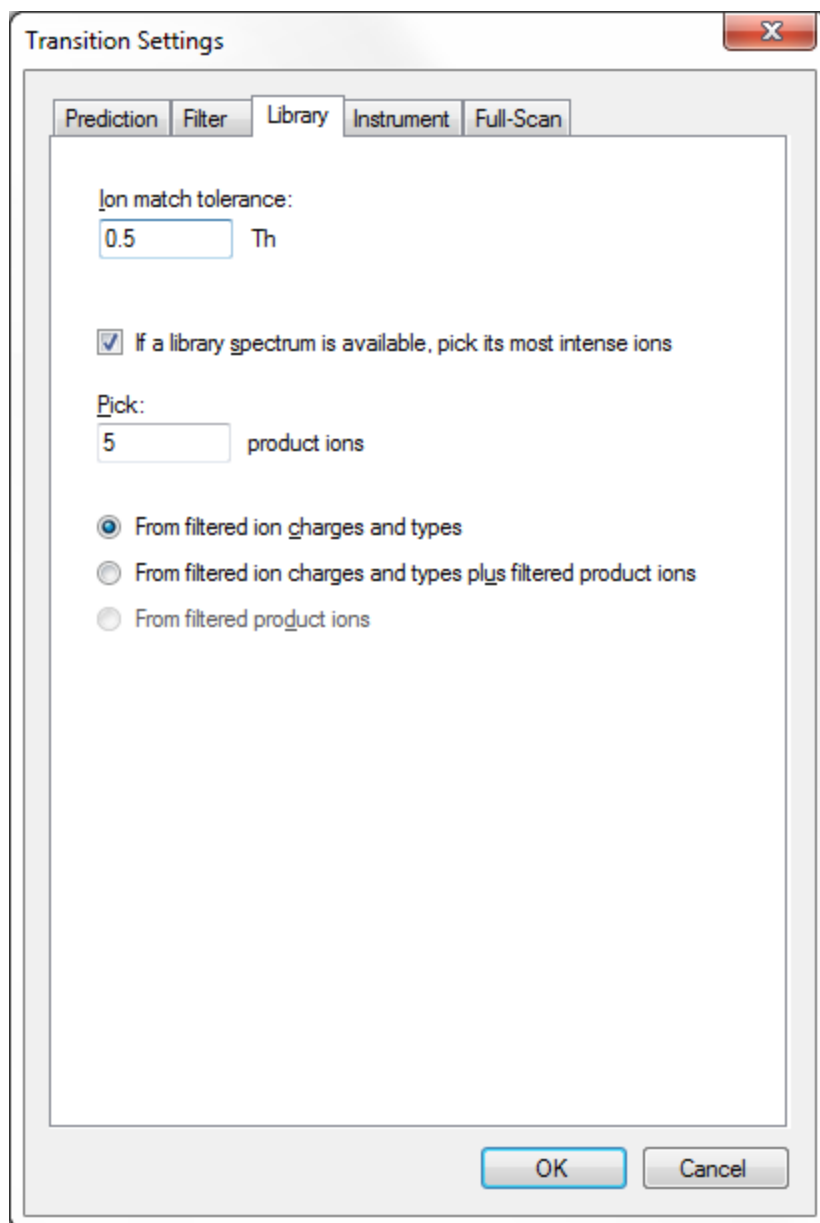 Transition Settings
Prediction Filter Library Instrument Full-Scan
Ion match tolerance:
0.5 Th
If a library spectrum is available, pick its most intense ions
Pick:
5 product ions
From filtered ion charges and types
From filtered ion charges and types plus filtered product ions
From filtered product ions
OK Cancel